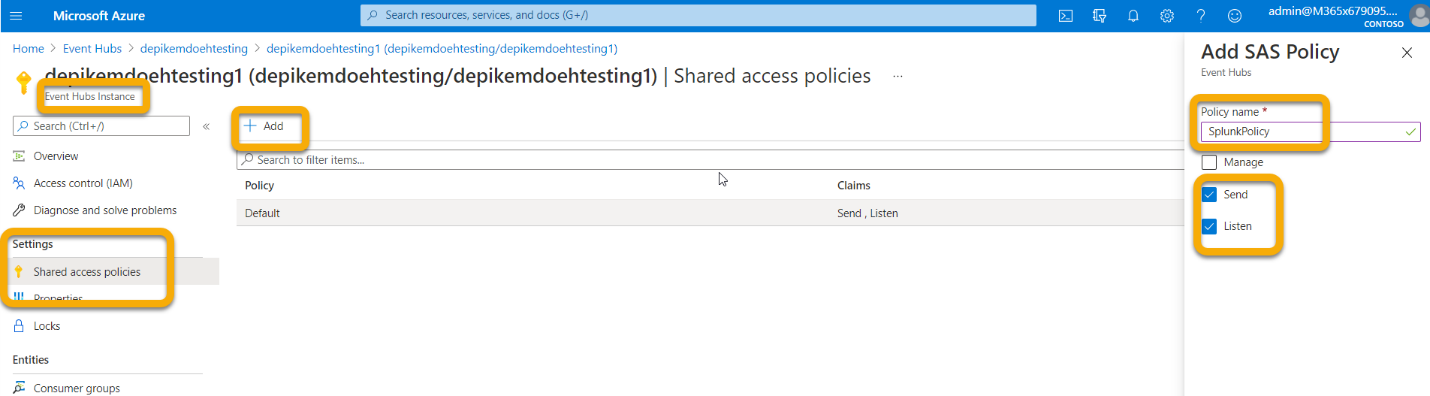 Microsoft Azure
Search resources, services, and docs (G+/)
admin@M365x679095....
CONTOSO
Home > Event Hubs > depikemdoehtesting > depikemdoehtesting1 (depikemdoehtesting/depikemdoehtesting1)
depikemdoehtesting1 (depikemdoehtesting/depikemdoehtesting1) | Shared access policies ...
Event Hubs Instance
Search (Ctrl+/)
«
Overview
Access control (IAM)
Diagnose and solve problems
Settings
Shared access policies
Properties
Locks
Entities
Consumer groups
+ Add
Search to filter items...
Policy Claims
Default Send , Listen
Add SAS Policy
Event Hubs
Policy name *
SplunkPolicy
Manage
Send
Listen